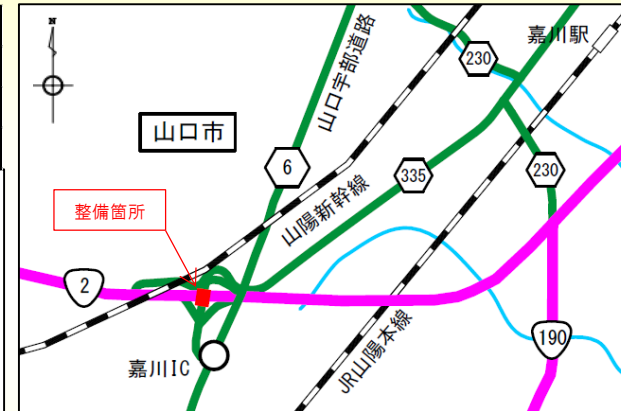 N
嘉川駅
230
山口宇部道路
山口市
6
335
230
山陽新幹線
整備箇所
2
190
嘉川IC
JR山陽本線